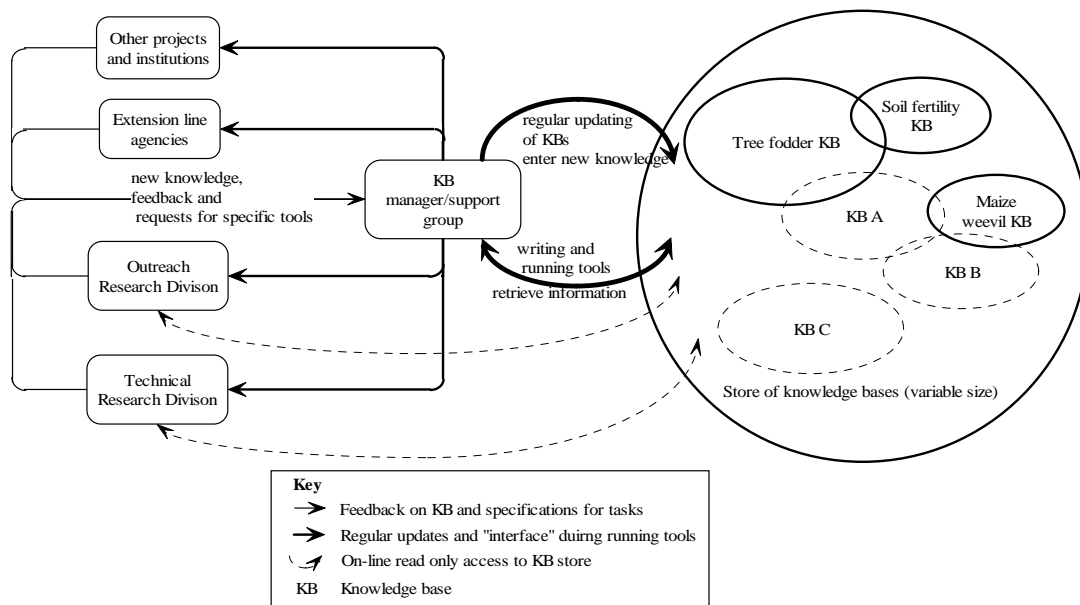 Other projects
and institutions
Extension line
agencies
new knowledge,
feedback and
requests for specific tools
Outreach
Research Divison
Technical
Research Divison
KB
manager/support
group
regular updating
of KBs
enter new knowledge
writing and
running tools
retrieve information
Tree fodder KB
Soil fertility
KB
KB A
Maize
weevil KB
KB B
KB C
Store of knowledge bases (variable size)
Key
Feedback on KB and specifications for tasks
Regular updates and "interface" duirng running tools
On-line read only access to KB store
KB Knowledge base